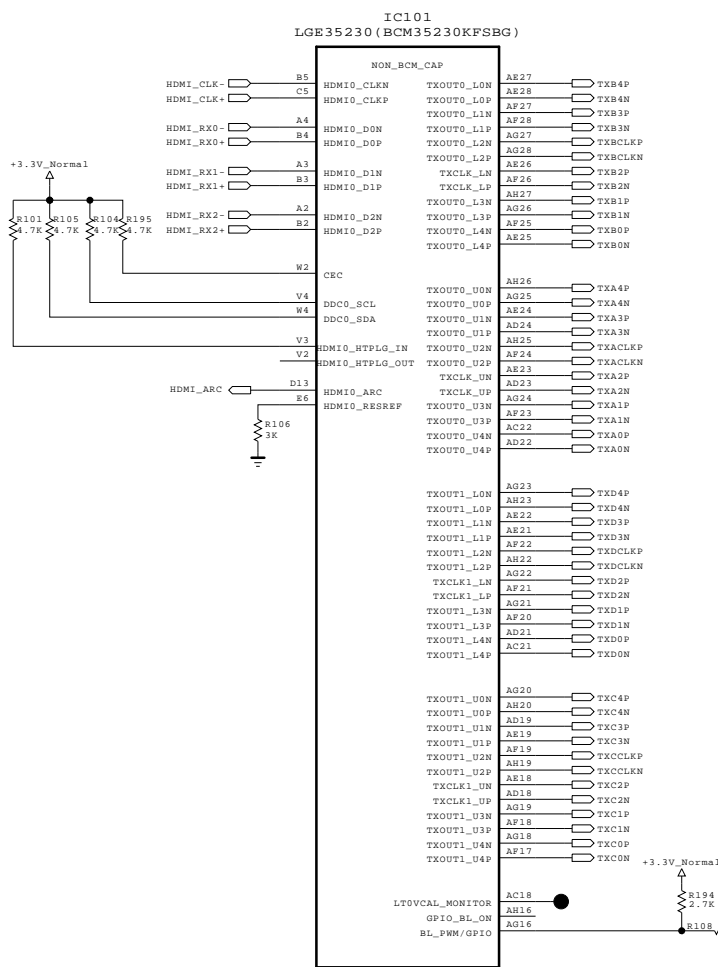 IC101
LGE35230(BCM35230KFSBG)
NON_BCM_CAP
HDMI_CLK- B5 HDMI0_CLKN
HDMI_CLK+ C5 HDMI0_CLKP
HDMI_RX0- A4 HDMI0_D0N
HDMI_RX0+ B4 HDMI0_D0P
HDMI_RX1- A3 HDMI0_D1N
HDMI_RX1+ B3 HDMI0_D1P
HDMI_RX2- A2 HDMI0_D2N
HDMI_RX2+ B2 HDMI0_D2P
+3.3V_Normal
R101 R105 R104 R195
4.7K 4.7K 4.7K 4.7K
W2 CEC
V4 DDC0_SCL
W4 DDC0_SDA
V3 HDMI0_HTPLG_IN
V2 HDMI0_HTPLG_OUT
HDMI_ARC D13 HDMI0_ARC
E6 HDMI0_RESREF
R106
3K
TXOUT0_L0N AE27 TXB4P
TXOUT0_L0P AE28 TXB4N
TXOUT0_L1N AF27 TXB3P
TXOUT0_L1P AF28 TXB3N
TXOUT0_L2N AG27 TXBCLKP
TXOUT0_L2P AG28 TXBCLKN
TXCLK_LN AE26 TXB2P
TXCLK_LP AF26 TXB2N
TXOUT0_L3N AH27 TXB1P
TXOUT0_L3P AG26 TXB1N
TXOUT0_L4N AF25 TXB0P
TXOUT0_L4P AE25 TXB0N
TXOUT0_U0N AH26 TXA4P
TXOUT0_U0P AG25 TXA4N
TXOUT0_U1N AE24 TXA3P
TXOUT0_U1P AD24 TXA3N
TXOUT0_U2N AH25 TXACLKP
TXOUT0_U2P AF24 TXACLKN
TXCLK_UN AE23 TXA2P
TXCLK_UP AD23 TXA2N
TXOUT0_U3N AG24 TXA1P
TXOUT0_U3P AF23 TXA1N
TXOUT0_U4N AC22 TXA0P
TXOUT0_U4P AD22 TXA0N
TXOUT1_L0N AG23 TXD4P
TXOUT1_L0P AH23 TXD4N
TXOUT1_L1N AE22 TXD3P
TXOUT1_L1P AE21 TXD3N
TXOUT1_L2N AF22 TXDCLKP
TXOUT1_L2P AH22 TXDCLKN
TXCLK1_LN AG22 TXD2P
TXCLK1_LP AF21 TXD2N
TXOUT1_L3N AG21 TXD1P
TXOUT1_L3P AF20 TXD1N
TXOUT1_L4N AD21 TXD0P
TXOUT1_L4P AC21 TXD0N
TXOUT1_U0N AG20 TXC4P
TXOUT1_U0P AH20 TXC4N
TXOUT1_U1N AD19 TXC3P
TXOUT1_U1P AE19 TXC3N
TXOUT1_U2N AF19 TXCCLKP
TXOUT1_U2P AH19 TXCCLKN
TXCLK1_UN AE18 TXC2P
TXCLK1_UP AD18 TXC2N
TXOUT1_U3N AG19 TXC1P
TXOUT1_U3P AF18 TXC1N
TXOUT1_U4N AG18 TXC0P
TXOUT1_U4P AF17 TXC0N
+3.3V_Normal
R194
2.7K
LT0VCAL_MONITOR AC18
GPIO_BL_ON AH16
BL_PWM/GPIO AG16 R108